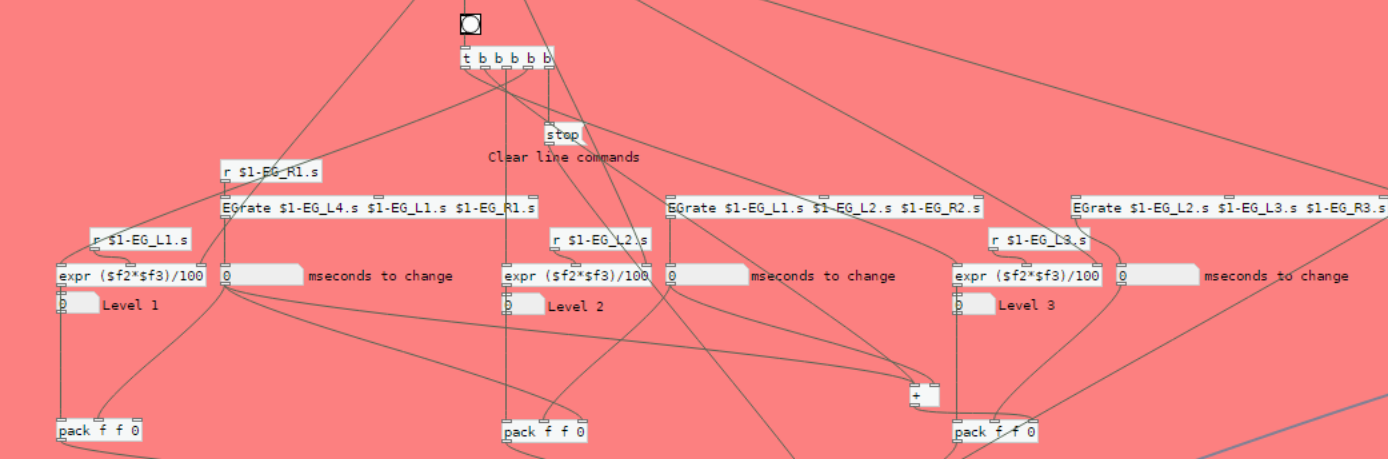 t b b b b b
stop
Clear line commands
r $1-EG_R1.s
EGrate $1-EG_L4.s $1-EG_L1.s $1-EG_R1.s
EGrate $1-EG_L1.s $1-EG_L2.s $1-EG_R2.s
EGrate $1-EG_L2.s $1-EG_L3.s $1-EG_R3.s
r $1-EG_L1.s
r $1-EG_L2.s
r $1-EG_L3.s
expr ($f2*$f3)/100
0
mseconds to change
expr ($f2*$f3)/100
0
mseconds to change
expr ($f2*$f3)/100
0
mseconds to change
0
Level 1
0
Level 2
0
Level 3
+
pack f f 0
pack f f 0
pack f f 0